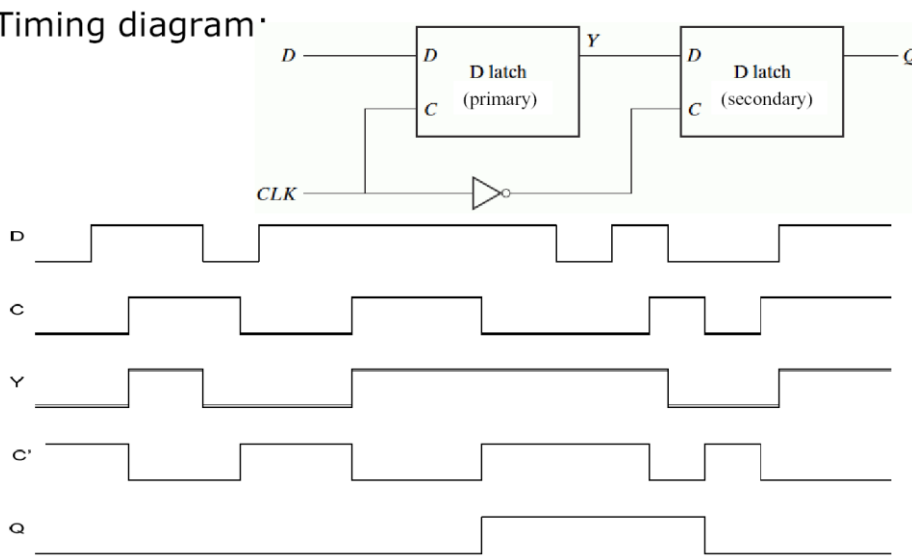 Timing diagram:
D
D
D latch
(primary)
C
Y
D
D latch
(secondary)
C
Q
CLK
D
C
Y
C'
Q